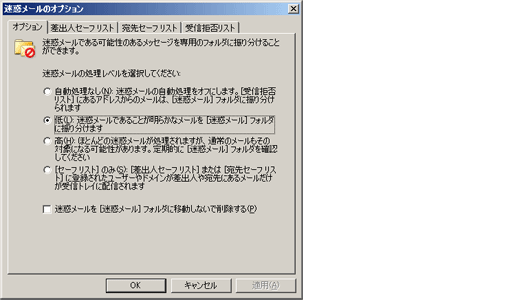 迷惑メールのオプション
オプション 差出人セーフリスト 宛先セーフリスト 受信拒否リスト
迷惑メールである可能性のあるメッセージを専用のフォルダに振り分けること
ができます。
迷惑メールの処理レベルを選択してください:
自動処理なし(N): 迷惑メールの自動処理をオフにします。[受信拒否
リスト] にあるアドレスからのメールは、[迷惑メール] フォルダに振り分け
られます
低(L): 迷惑メールであることが明らかなメールを [迷惑メール] フォルダ
に振り分けます
高(H): ほとんどの迷惑メールが処理されますが、通常のメールもその
対象になる可能性があります。定期的に [迷惑メール] フォルダを確認
してください
[セーフリスト] のみ(S): [差出人セーフリスト] または [宛先セーフリス
ト] に登録されたユーザーやドメインが差出人や宛先にあるメールだけ
が受信トレイに配信されます
迷惑メールを [迷惑メール] フォルダに移動しないで削除する(P)
OK キャンセル 適用(A)